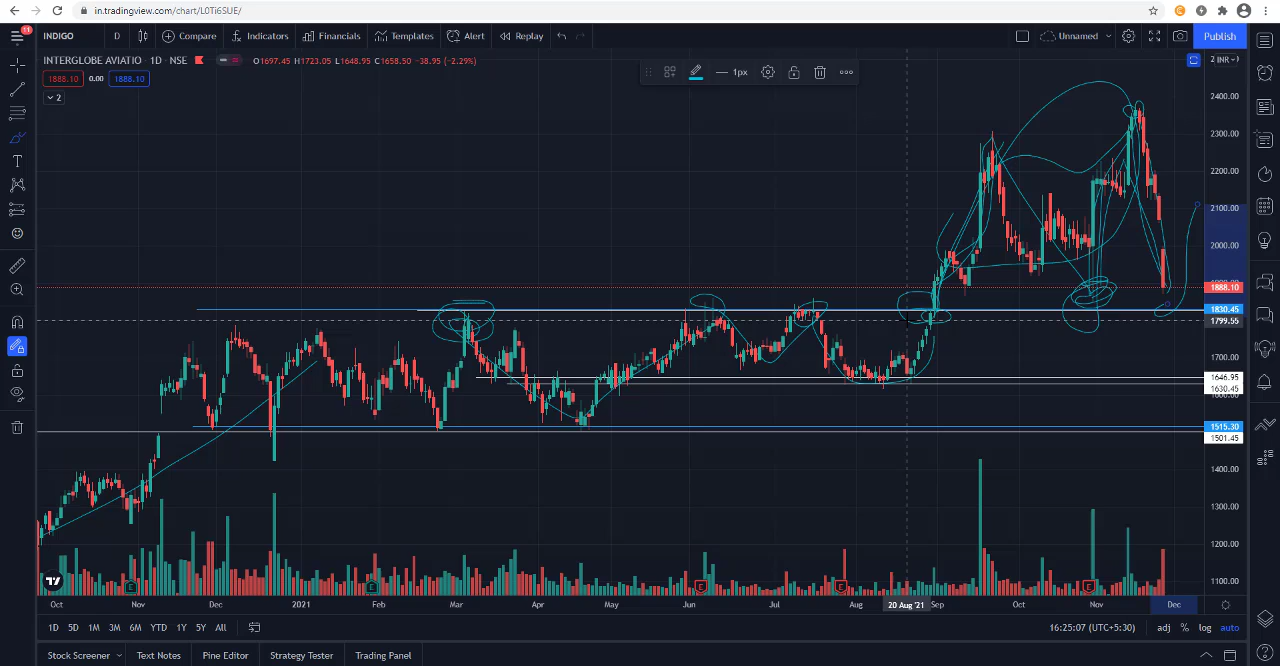 in.tradingview.com/chart/L0Ti6SUE/
11
INDIGO D Compare Indicators Financials Templates Alert Replay Unnamed Publish
INTERGLOBE AVIATIO · 1D · NSE O1697.45 H1723.05 L1648.95 C1658.50 -38.95 (-2.29%)
1888.10 0.00 1888.10
2
1px
INR
2400.00
2300.00
2200.00
2100.00
2000.00
1888.10
1830.45
1799.55
1700.00
1646.95
1630.45
1600.00
1515.30
1501.45
1400.00
1300.00
1200.00
1100.00
E E E E E
Oct Nov Dec 2021 Feb Mar Apr May Jun Jul Aug 20 Aug '21 Sep Oct Nov Dec
1D 5D 1M 3M 6M YTD 1Y 5Y All 16:25:07 (UTC+5:30) adj % log auto
Stock Screener Text Notes Pine Editor Strategy Tester Trading Panel